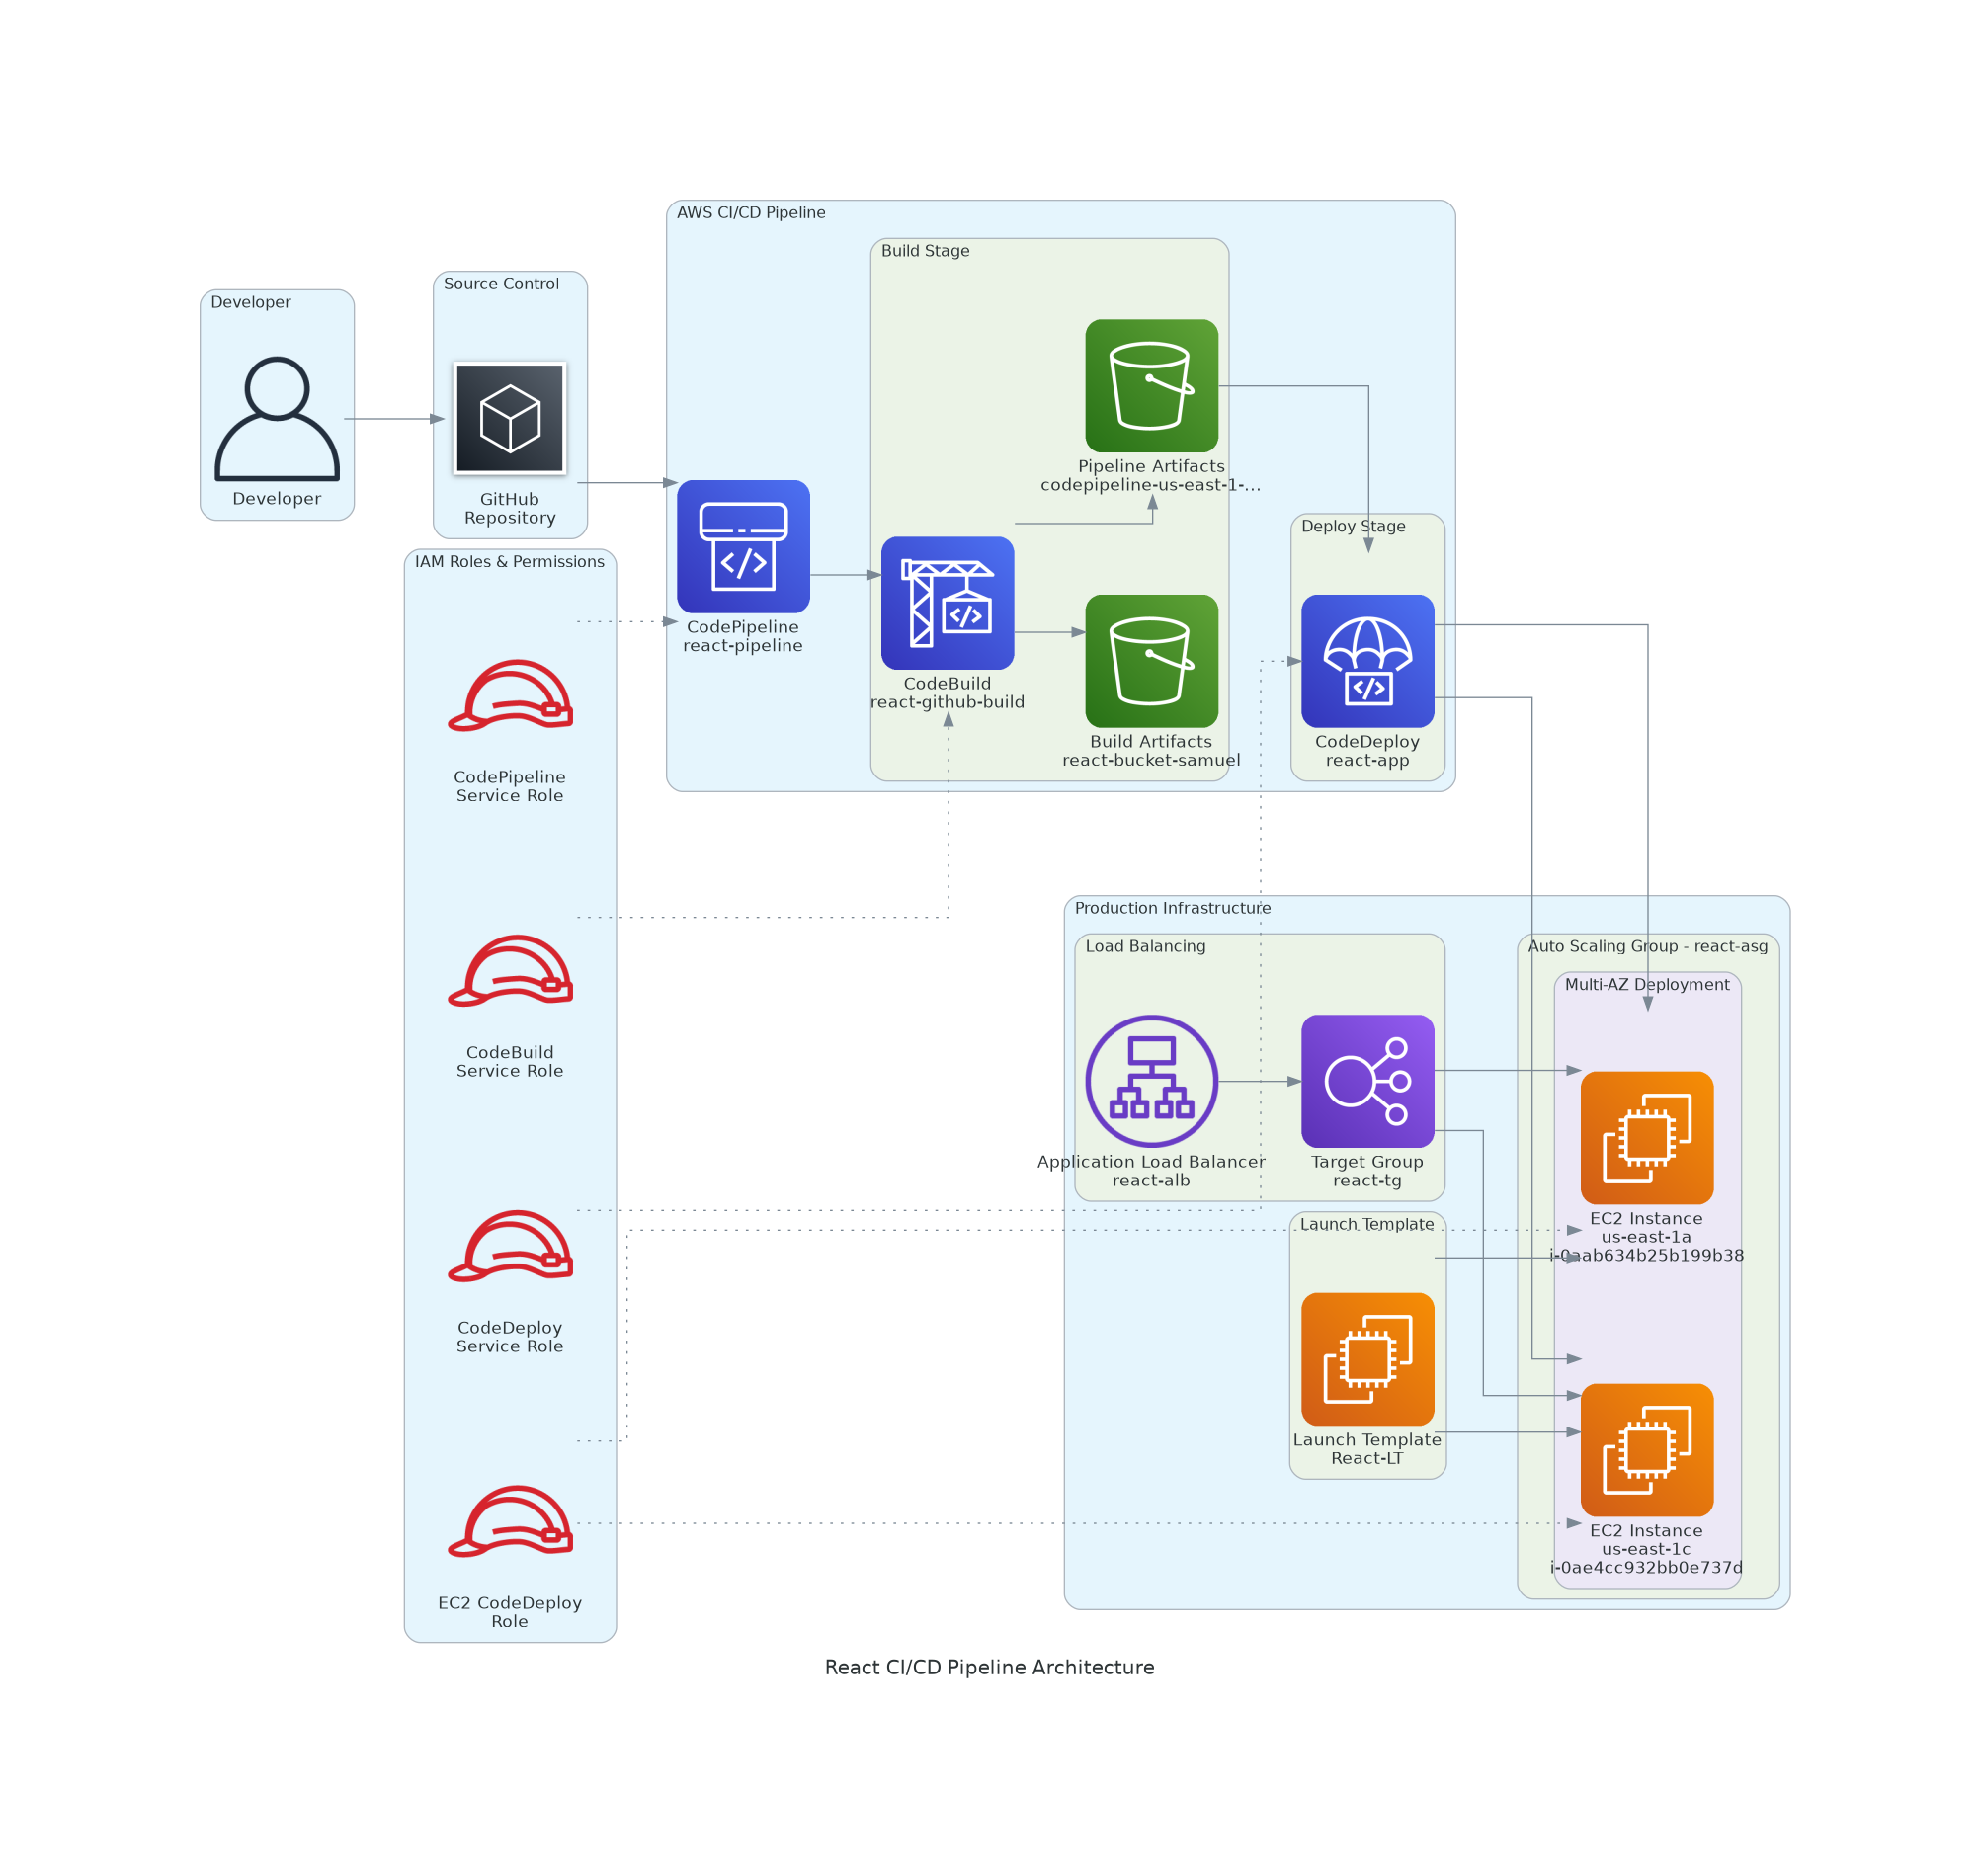 AWS CI/CD Pipeline
Build Stage
Developer
Source Control
Pipeline Artifacts
codepipeline-us-east-1-...
Developer
GitHub
Repository
Deploy Stage
IAM Roles & Permissions
CodePipeline
react-pipeline
CodeBuild
react-github-build
Build Artifacts
react-bucket-samuel
CodeDeploy
react-app
CodePipeline
Service Role
Production Infrastructure
Load Balancing
Auto Scaling Group - react-asg
Multi-AZ Deployment
CodeBuild
Service Role
Application Load Balancer
react-alb
Target Group
react-tg
EC2 Instance
us-east-1a
i-0aab634b25b199b38
Launch Template
CodeDeploy
Service Role
Launch Template
React-LT
EC2 Instance
us-east-1c
i-0ae4cc932bb0e737d
EC2 CodeDeploy
Role
React CI/CD Pipeline Architecture